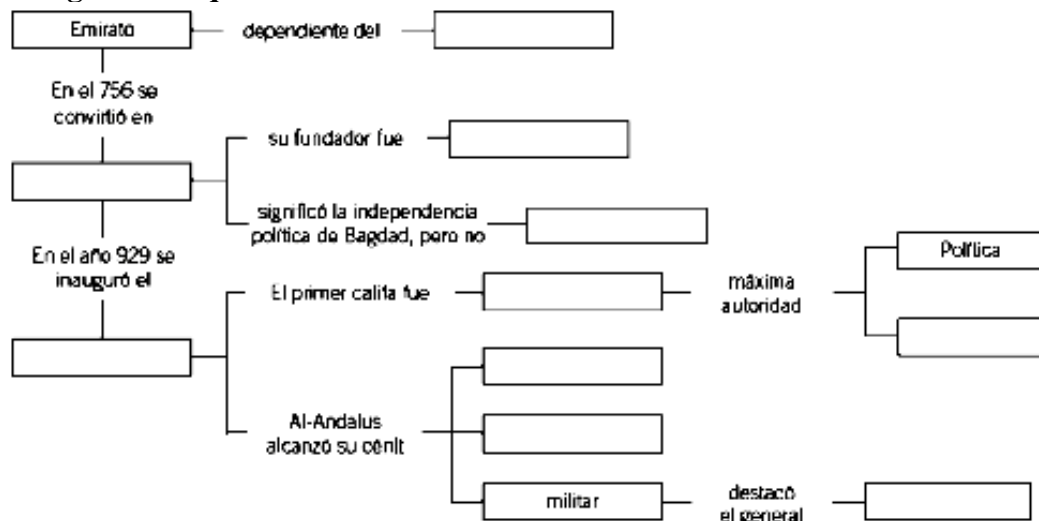 Emirato
dependiente del
En el 756 se
convirtió en
su fundador fue
significó la independencia
política de Bagdad, pero no
En el año 929 se
inauguró el
El primer califa fue
máxima
autoridad
Política
Al-Andalus
alcanzó su cénit
militar
destacó
el general